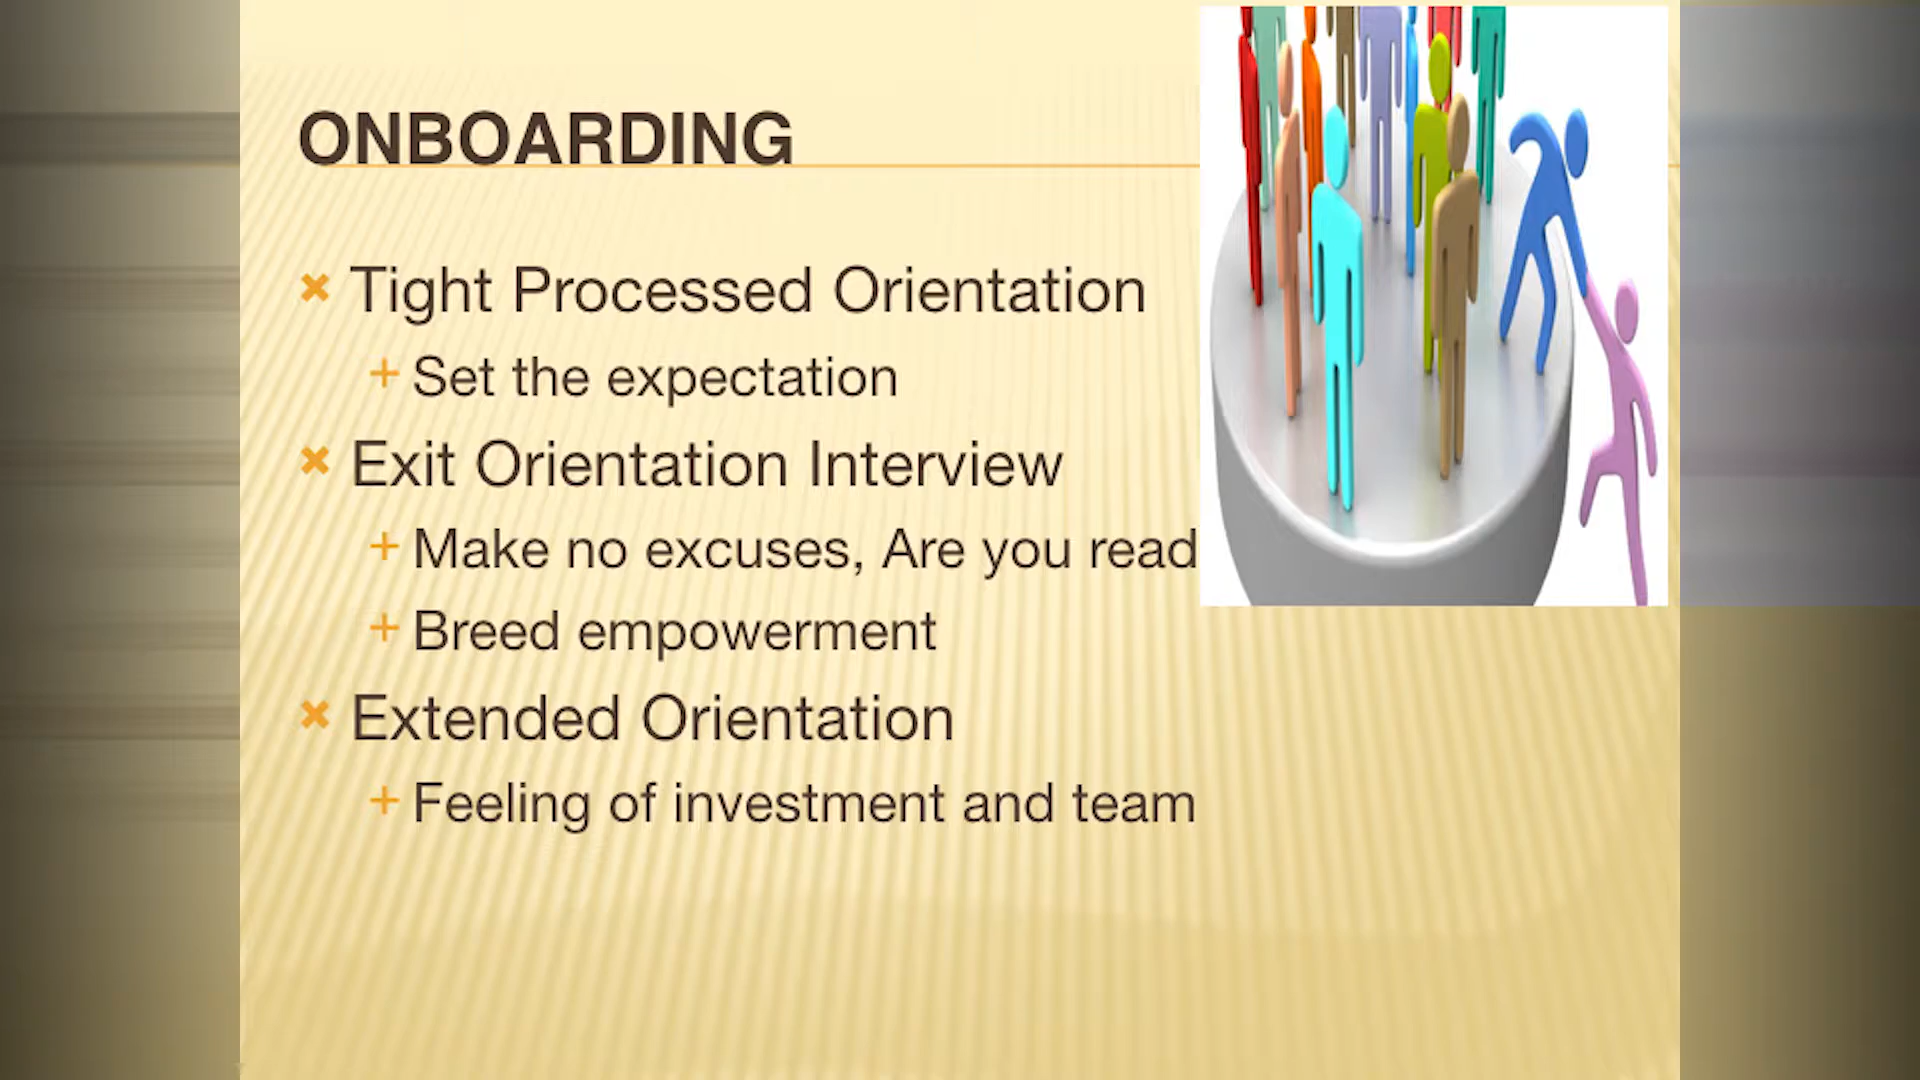 ONBOARDING
Tight Processed Orientation
Set the expectation
Exit Orientation Interview
Make no excuses, Are you read
Breed empowerment
Extended Orientation
Feeling of investment and team